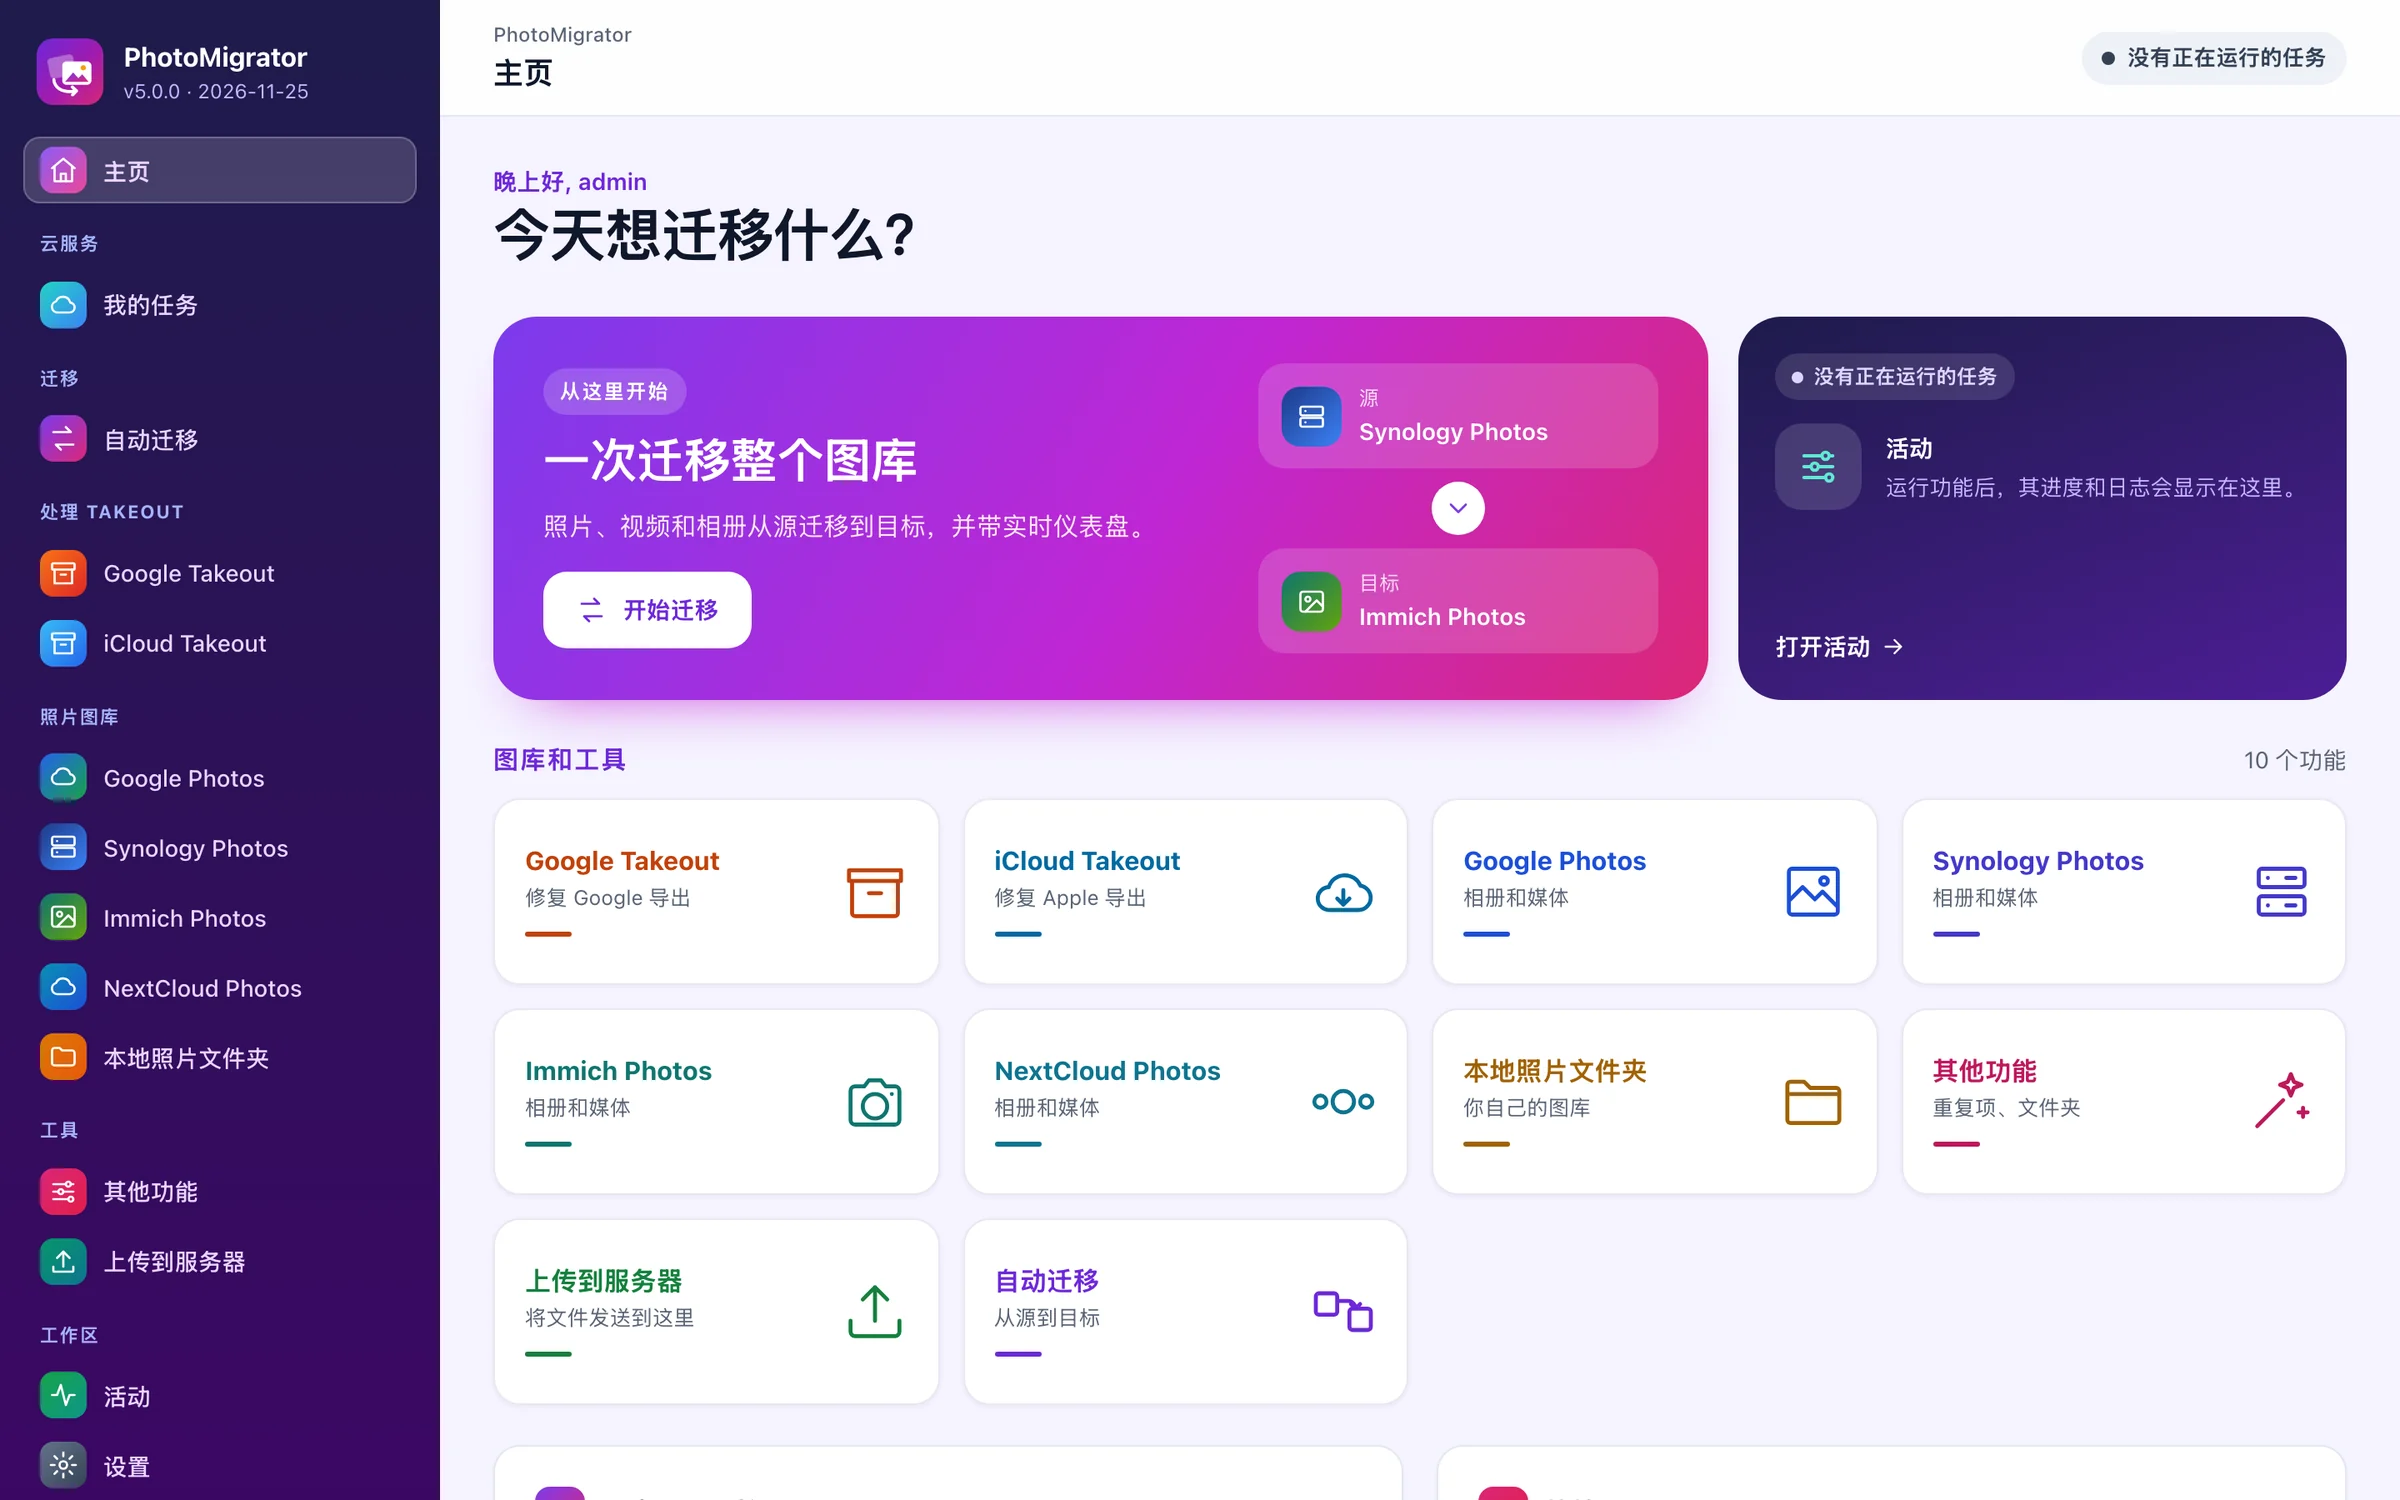 PhotoMigrator
v5.0.0 · 2026-11-25
主页
云服务
我的任务
迁移
自动迁移
处理 TAKEOUT
Google Takeout
iCloud Takeout
照片图库
Google Photos
Synology Photos
Immich Photos
NextCloud Photos
本地照片文件夹
工具
其他功能
上传到服务器
工作区
活动
设置
PhotoMigrator
主页
没有正在运行的任务
晚上好, admin
今天想迁移什么?
从这里开始
一次迁移整个图库
照片、视频和相册从源迁移到目标，并带实时仪表盘。
开始迁移
源
Synology Photos
目标
Immich Photos
没有正在运行的任务
活动
运行功能后，其进度和日志会显示在这里。
打开活动 →
图库和工具
10 个功能
Google Takeout
修复 Google 导出
iCloud Takeout
修复 Apple 导出
Google Photos
相册和媒体
Synology Photos
相册和媒体
Immich Photos
相册和媒体
NextCloud Photos
相册和媒体
本地照片文件夹
你自己的图库
其他功能
重复项、文件夹
上传到服务器
将文件发送到这里
自动迁移
从源到目标